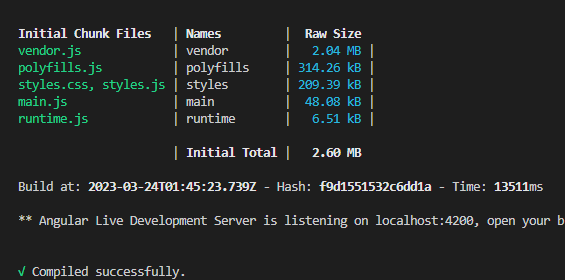 Initial Chunk Files | Names | Raw Size
vendor.js | vendor | 2.04 MB |
polyfills.js | polyfills | 314.26 kB |
styles.css, styles.js | styles | 209.39 kB |
main.js | main | 48.08 kB |
runtime.js | runtime | 6.51 kB |
| Initial Total | 2.60 MB
Build at: 2023-03-24T01:45:23.739Z - Hash: f9d1551532c6dd1a - Time: 13511ms
** Angular Live Development Server is listening on localhost:4200, open your b
√ Compiled successfully.